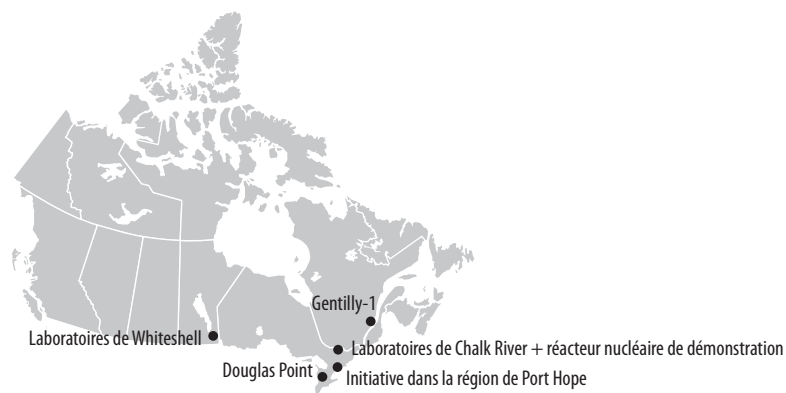 Gentilly-1
Laboratoires de Whiteshell
Laboratoires de Chalk River + réacteur nucléaire de démonstration
Douglas Point
Initiative dans la région de Port Hope